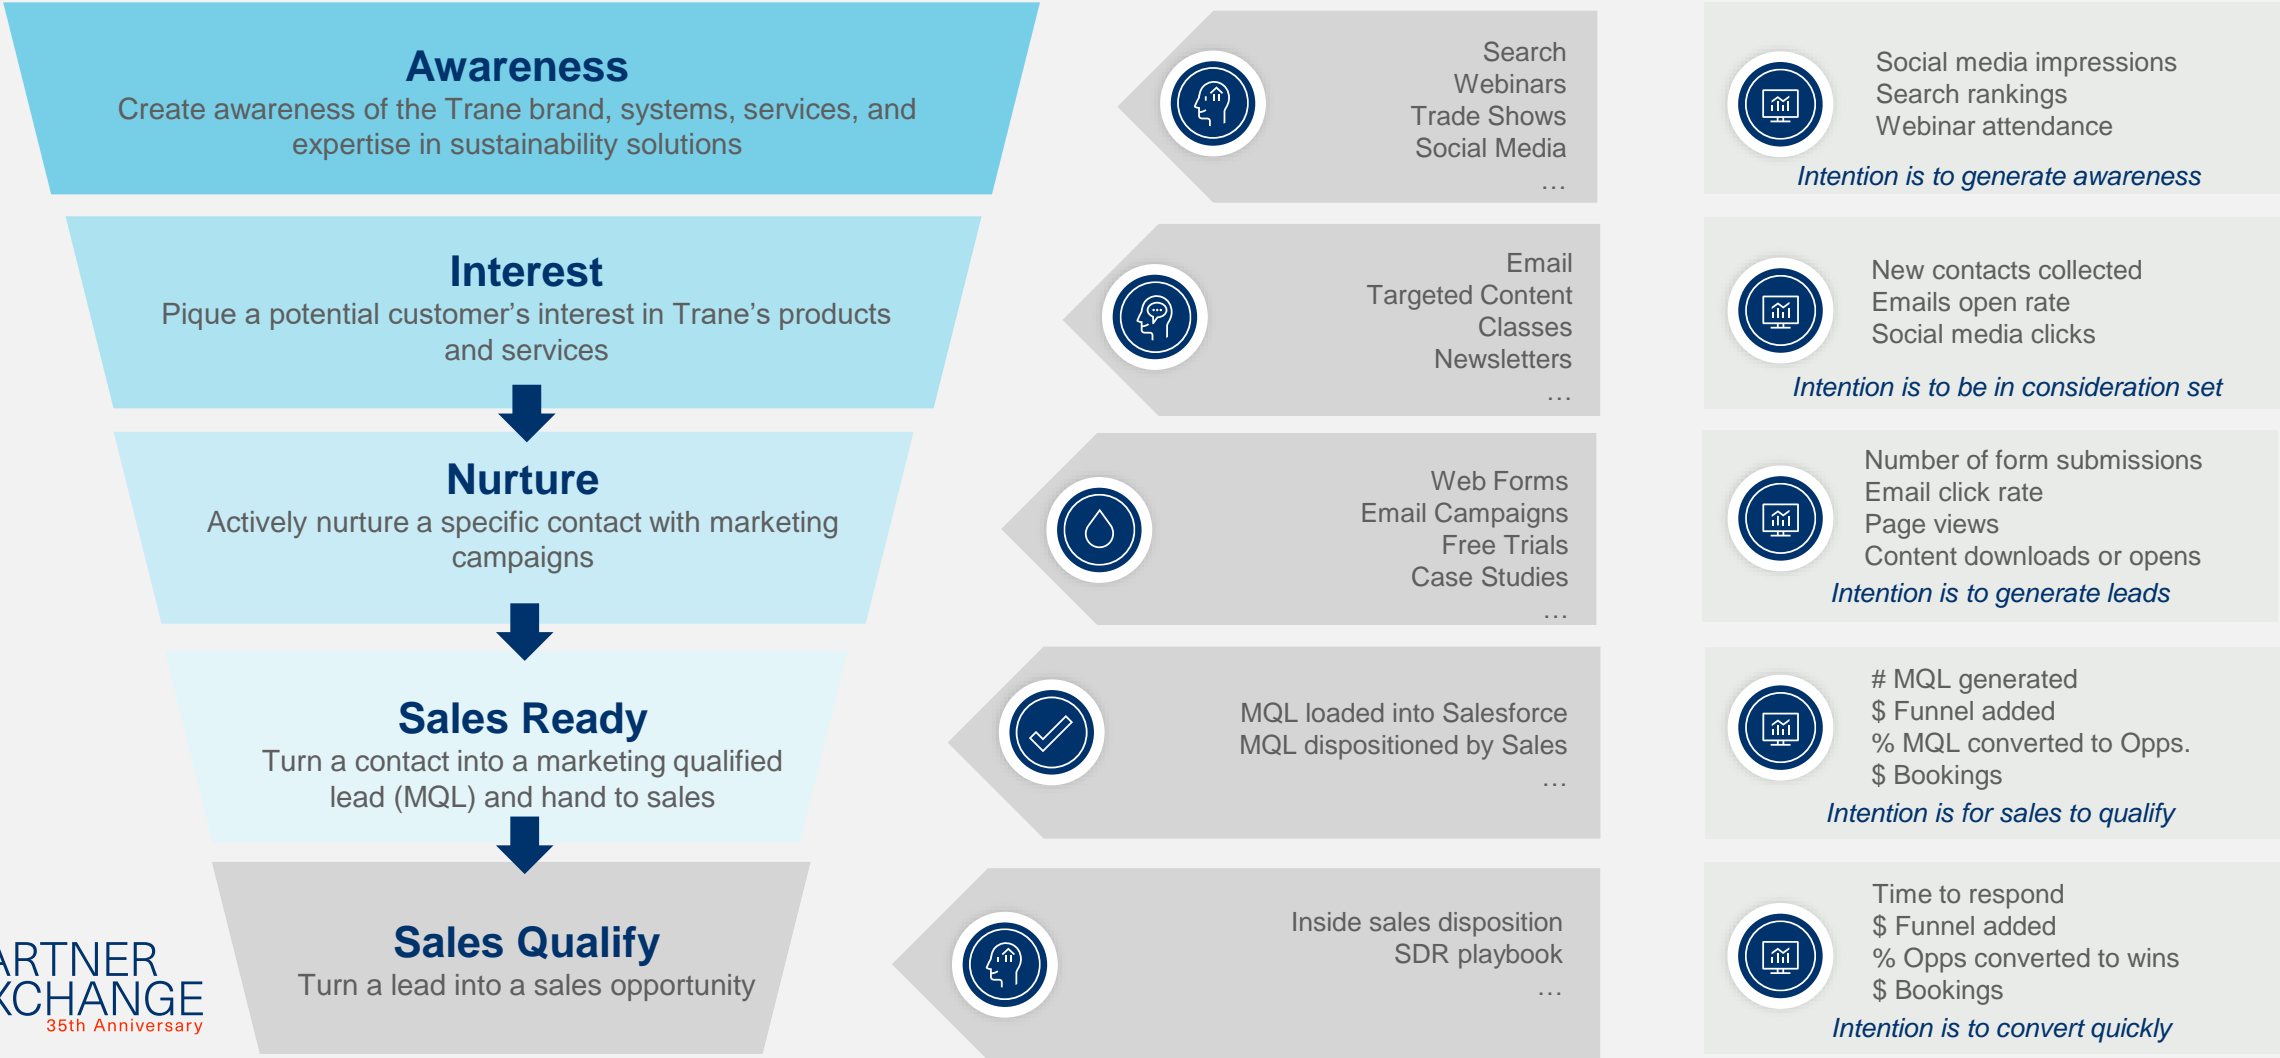 Awareness
Create awareness of the Trane brand, systems, services, and
expertise in sustainability solutions
Search
Webinars
Trade Shows
Social Media
…
Social media impressions
Search rankings
Webinar attendance
Intention is to generate awareness
Interest
Pique a potential customer’s interest in Trane’s products
and services
Email
Targeted Content
Classes
Newsletters
…
New contacts collected
Emails open rate
Social media clicks
Intention is to be in consideration set
Nurture
Actively nurture a specific contact with marketing
campaigns
Web Forms
Email Campaigns
Free Trials
Case Studies
…
Number of form submissions
Email click rate
Page views
Content downloads or opens
Intention is to generate leads
Sales Ready
Turn a contact into a marketing qualified
lead (MQL) and hand to sales
MQL loaded into Salesforce
MQL dispositioned by Sales
…
# MQL generated
$ Funnel added
% MQL converted to Opps.
$ Bookings
Intention is for sales to qualify
Sales Qualify
Turn a lead into a sales opportunity
Inside sales disposition
SDR playbook
…
Time to respond
$ Funnel added
% Opps converted to wins
$ Bookings
Intention is to convert quickly
ARTNER
XCHANGE
35th Anniversary